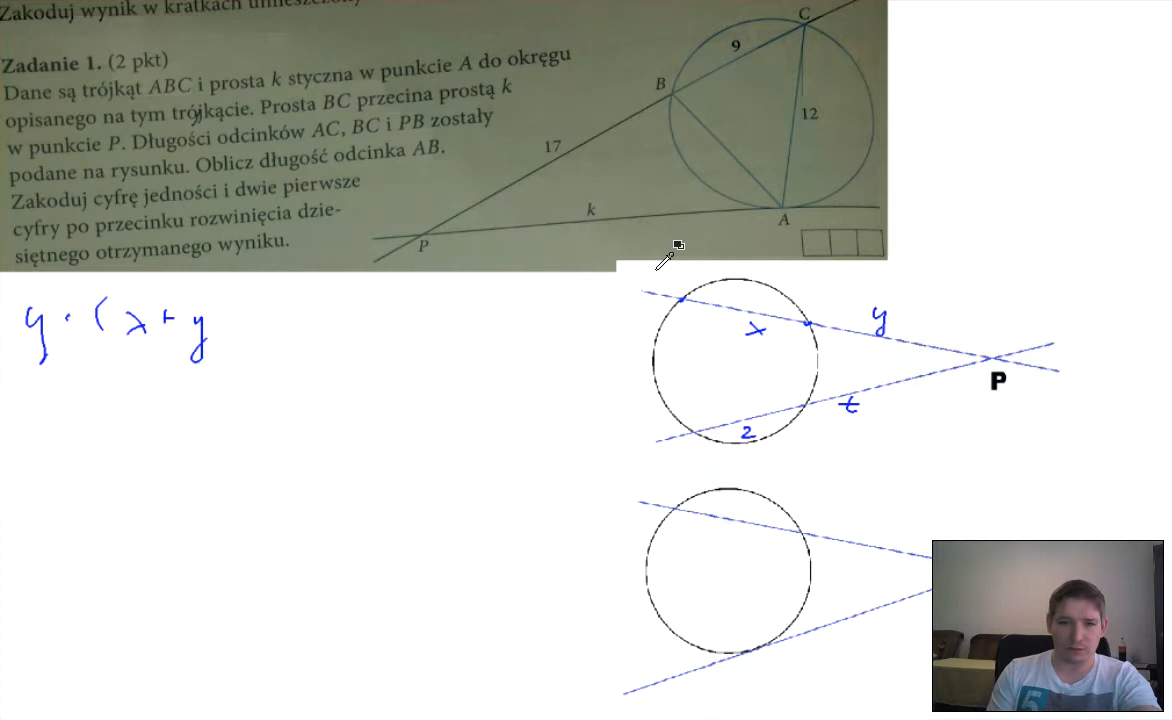 Zakoduj wynik w kratkach
Zadanie 1. (2 pkt)
Dane są trójkąt ABC i prosta k styczna w punkcie A do okręgu
opisanego na tym trójkącie. Prosta BC przecina prostą k
w punkcie P. Długości odcinków AC, BC i PB zostały
podane na rysunku. Oblicz długość odcinka AB.
Zakoduj cyfrę jedności i dwie pierwsze
cyfry po przecinku rozwinięcia dzie-
siętnego otrzymanego wyniku.
C
9
B
12
17
k
A
P
y · ( x + y
x
y
P
t
z
5